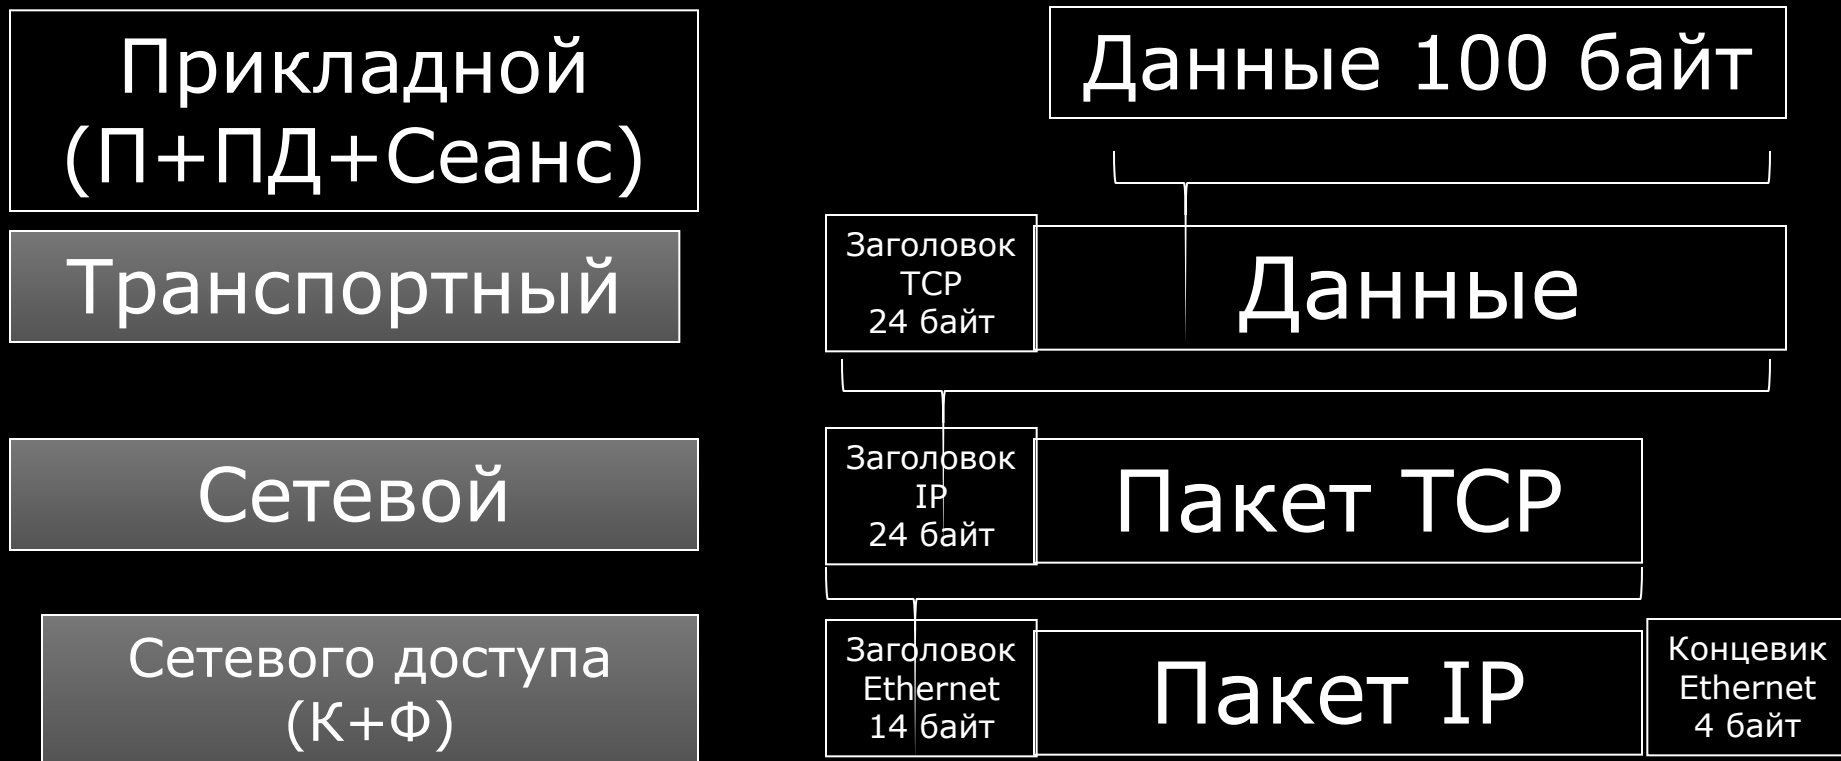 Прикладной
(П+ПД+Сеанс)
Данные 100 байт
Транспортный
Заголовок
TCP
24 байт
Данные
Сетевой
Заголовок
IP
24 байт
Пакет TCP
Сетевого доступа
(К+Ф)
Заголовок
Ethernet
14 байт
Пакет IP
Концевик
Ethernet
4 байт